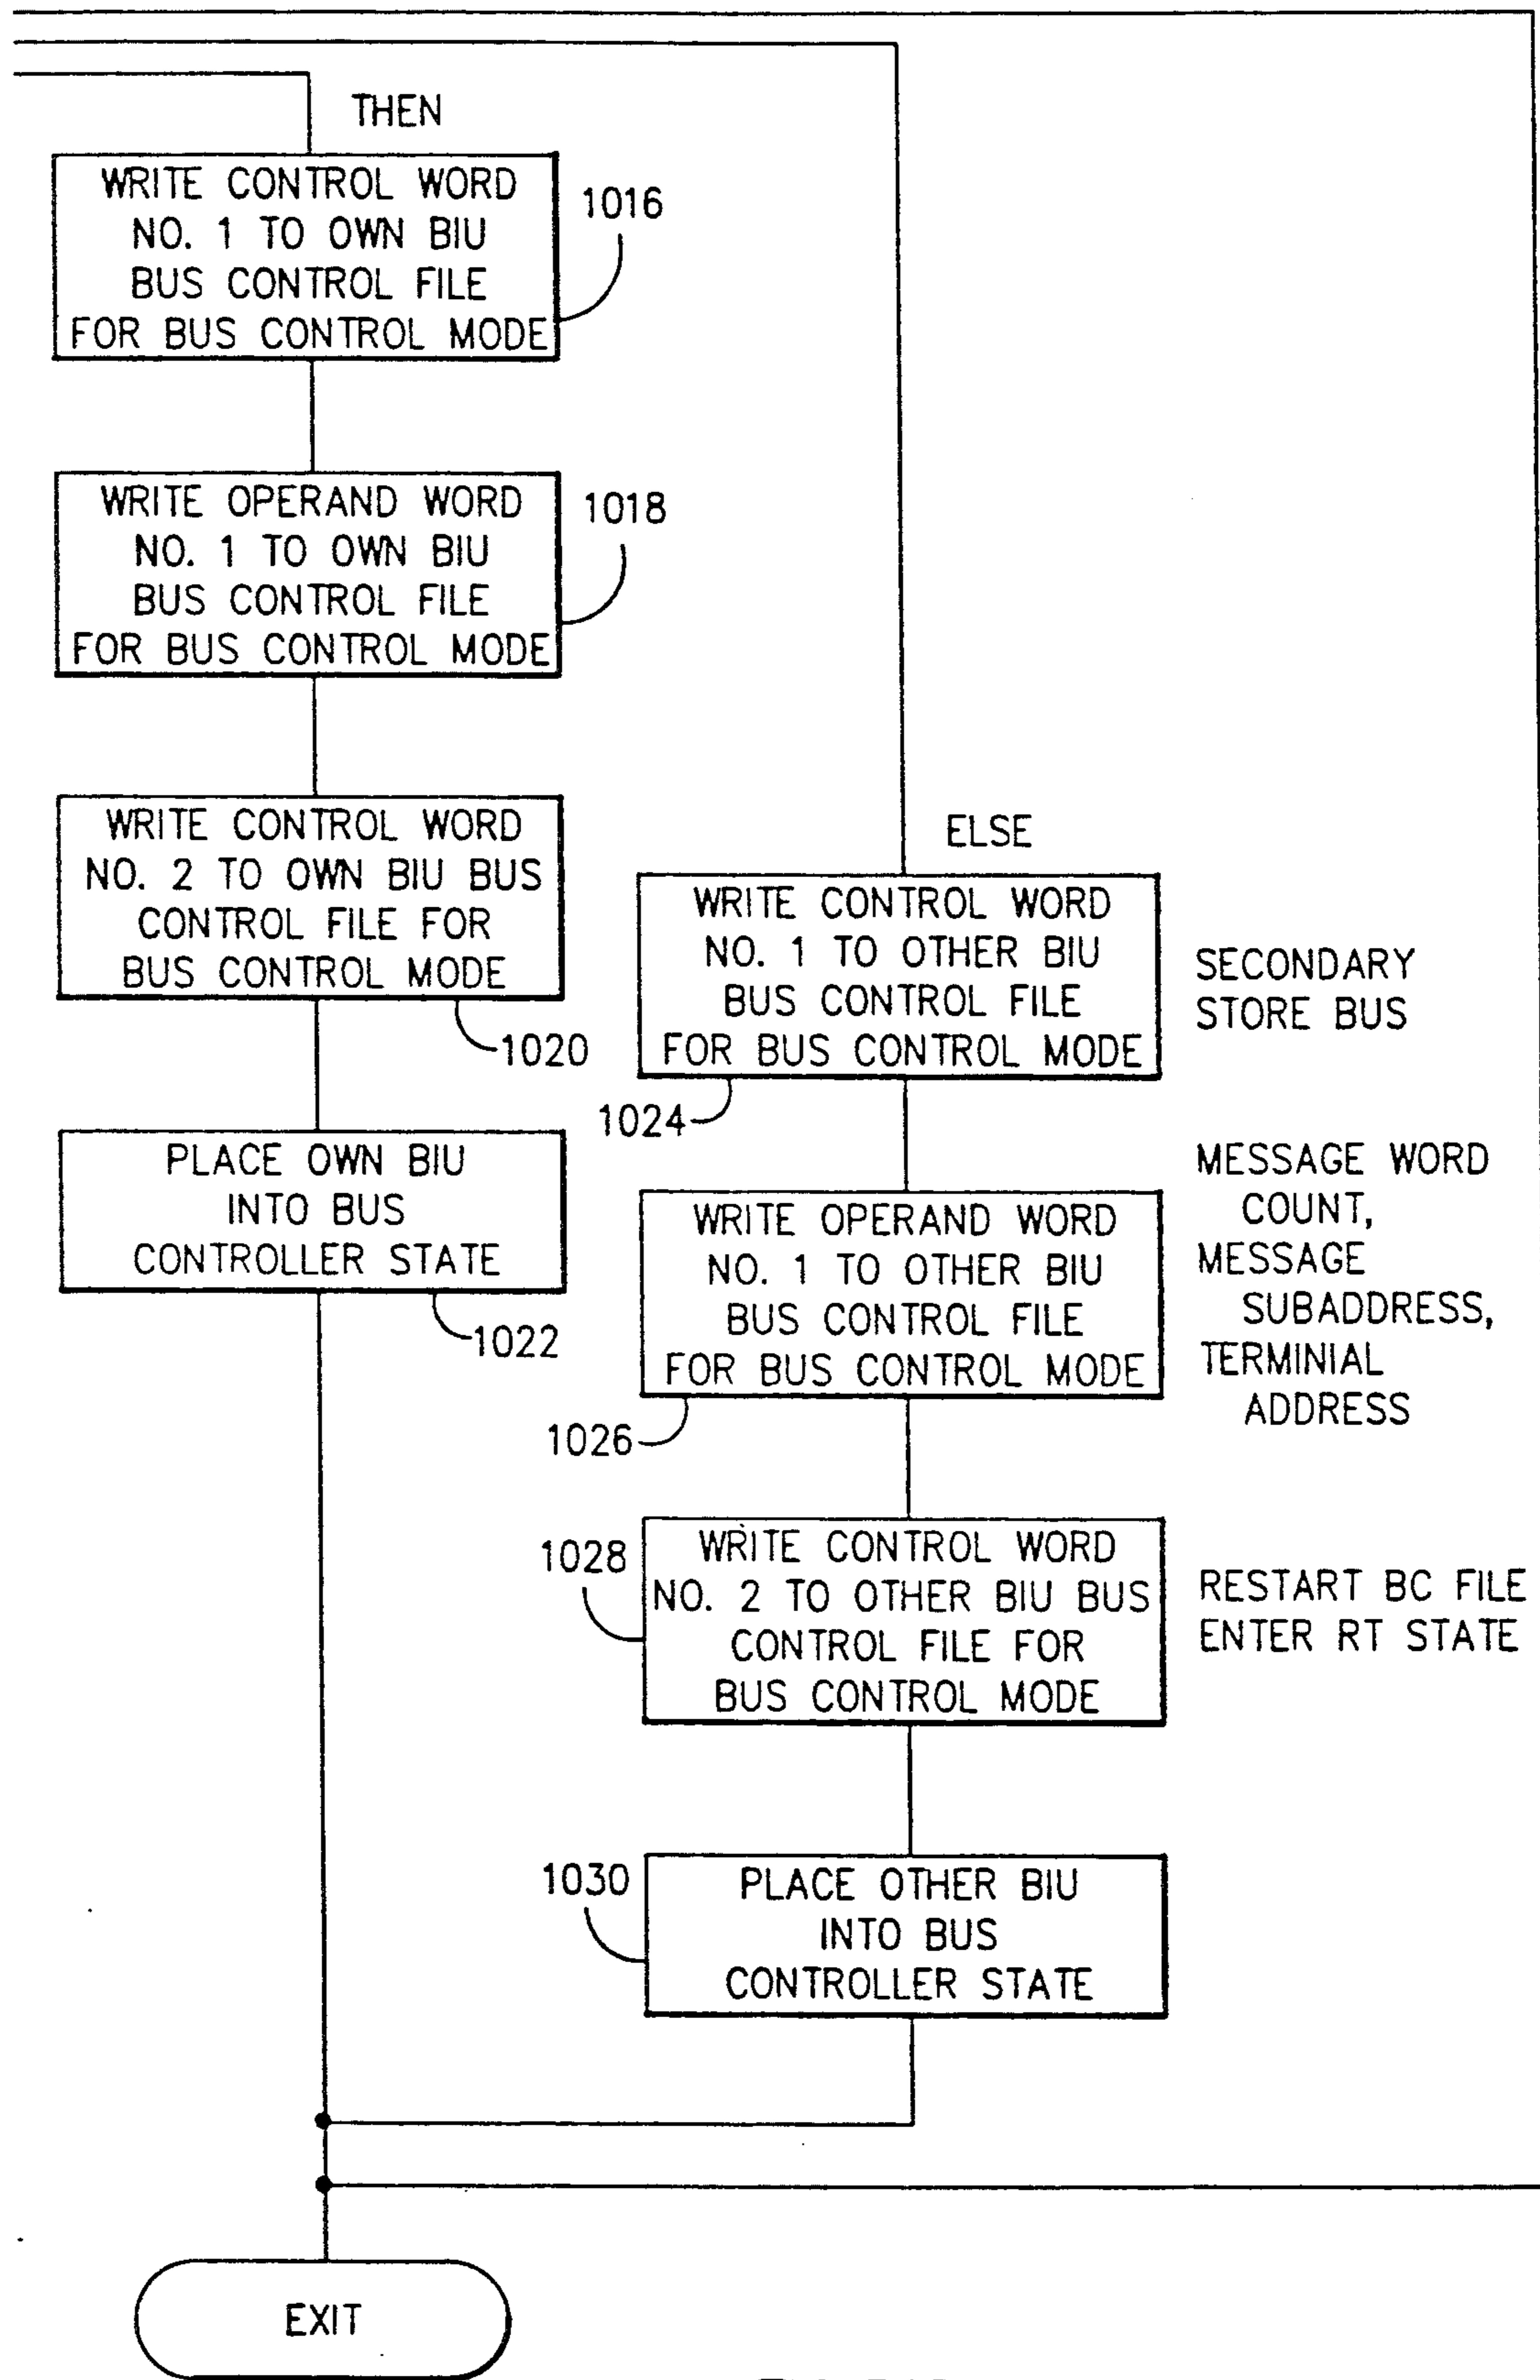 THEN
WRITE CONTROL WORD
NO. 1 TO OWN BIU
BUS CONTROL FILE
FOR BUS CONTROL MODE
1016
WRITE OPERAND WORD
NO. 1 TO OWN BIU
BUS CONTROL FILE
FOR BUS CONTROL MODE
1018
WRITE CONTROL WORD
NO. 2 TO OWN BIU BUS
CONTROL FILE FOR
BUS CONTROL MODE
1020
PLACE OWN BIU
INTO BUS
CONTROLLER STATE
1022
ELSE
WRITE CONTROL WORD
NO. 1 TO OTHER BIU
BUS CONTROL FILE
FOR BUS CONTROL MODE
1024
SECONDARY
STORE BUS
WRITE OPERAND WORD
NO. 1 TO OTHER BIU
BUS CONTROL FILE
FOR BUS CONTROL MODE
1026
MESSAGE WORD
COUNT,
MESSAGE
SUBADDRESS,
TERMINIAL
ADDRESS
1028
WRITE CONTROL WORD
NO. 2 TO OTHER BIU BUS
CONTROL FILE FOR
BUS CONTROL MODE
RESTART BC FILE
ENTER RT STATE
1030
PLACE OTHER BIU
INTO BUS
CONTROLLER STATE
EXIT